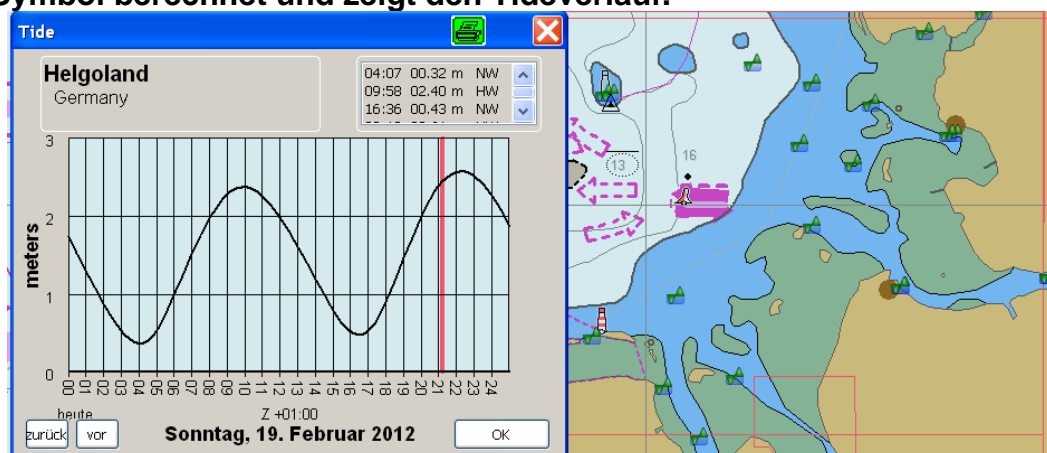 symbol berechnet und zeigt den Tideverlauf.
Tide
Helgoland
Germany
04:07 00.32 m NW
09:58 02.40 m HW
16:36 00.43 m NW
meters
3
2
1
0
00 01 02 03 04 05 06 07 08 09 10 11 12 13 14 15 16 17 18 19 20 21 22 23 24
heute
Z +01:00
zurück
vor
Sonntag, 19. Februar 2012
OK
13
16